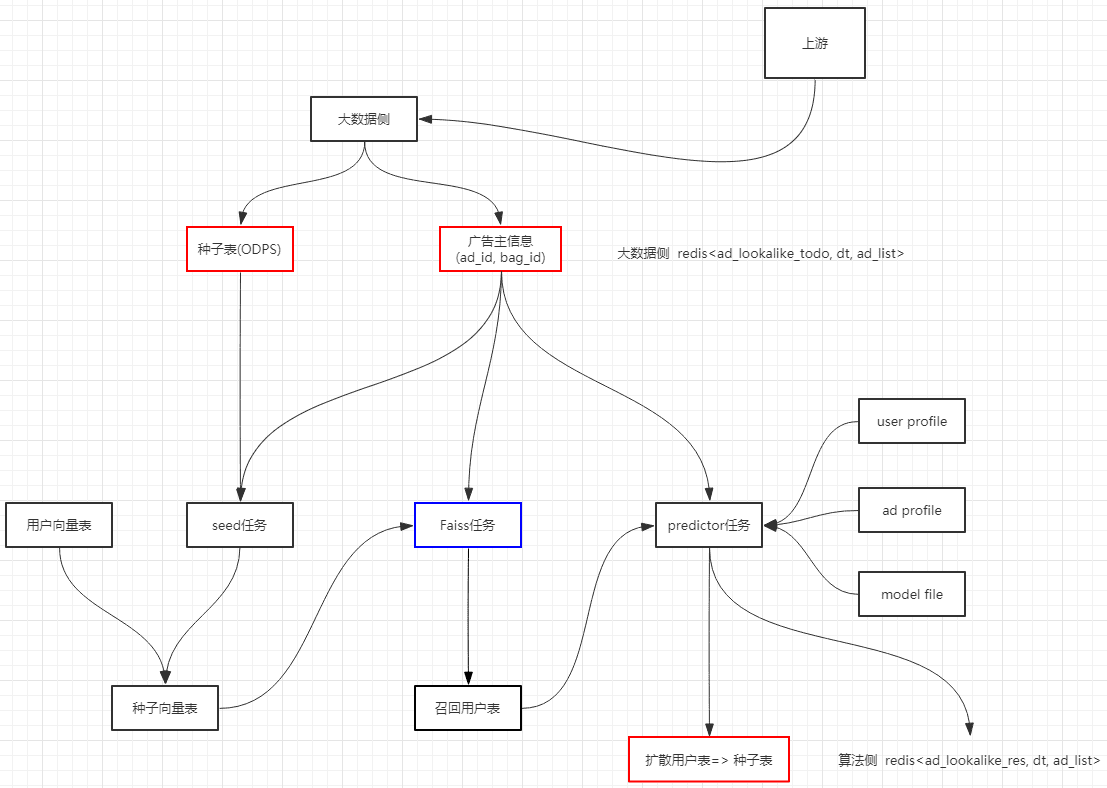 上游
大数据侧
种子表(ODPS)
广告主信息
(ad_id, bag_id)
大数据侧 redis<ad_lookalike_todo, dt, ad_list>
user profile
用户向量表
seed任务
Faiss任务
predictor任务
ad profile
model file
种子向量表
召回用户表
扩散用户表=> 种子表
算法侧 redis<ad_lookalike_res, dt, ad_list>